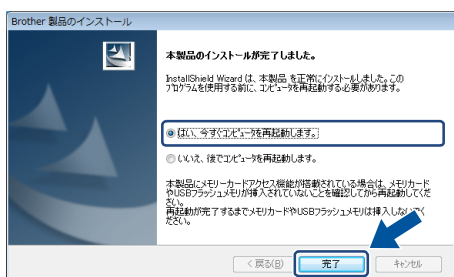 Brother 製品のインストール
本製品のインストールが完了しました。
InstallShield Wizard は、本製品 を正常にインストールしました。この
プログラムを使用する前に、コンピュータを再起動する必要があります。
はい、今すぐコンピュータを再起動します。
いいえ、後でコンピュータを再起動します。
本製品にメモリーカードアクセス機能が搭載されている場合は、メモリカード
やUSBフラッシュメモリが挿入されていないことを確認してから再起動してくだ
さい。
再起動が完了するまでメモリカードやUSBフラッシュメモリは挿入しないでく
ださい。
< 戻る(B)
完了
キャンセル